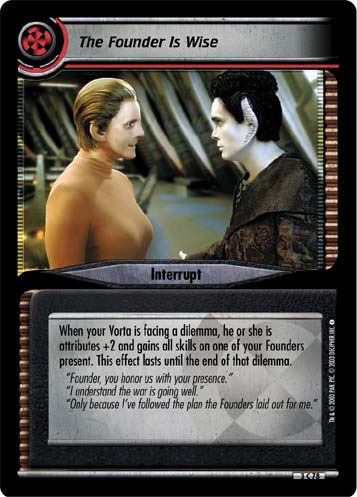 The Founder Is Wise
Interrupt
When your Vorta is facing a dilemma, he or she is
attributes +2 and gains all skills on one of your Founders
present. This effect lasts until the end of that dilemma.
"Founder, you honor us with your presence."
"I understand the war is going well."
"Only because I've followed the plan the Founders laid out for me."
TM & © 2003 PAR. PIC. © 2003 DECIPHER INC.
3 C 78